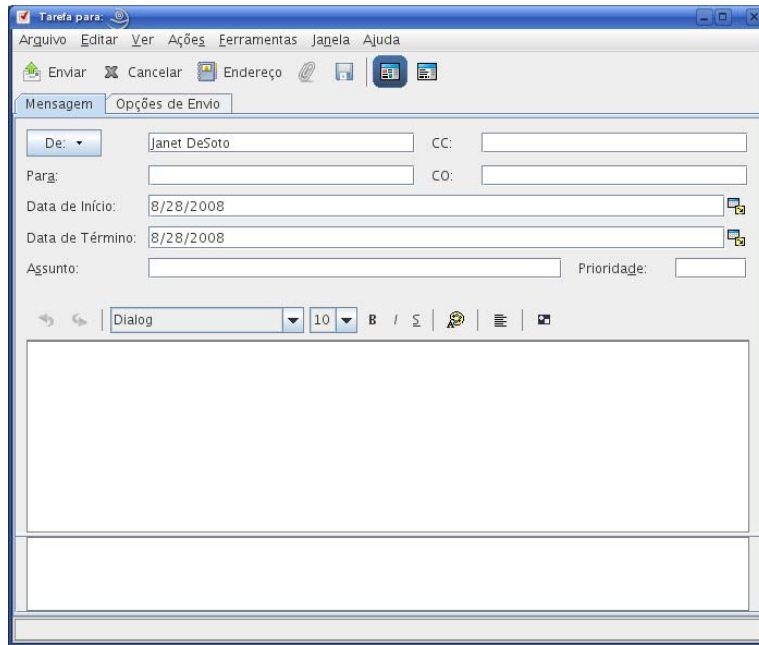 Tarefa para:
Arquivo Editar Ver Ações Ferramentas Janela Ajuda
Enviar Cancelar Endereço
Mensagem Opções de Envio
De: Janet DeSoto CC:
Para: CO:
Data de Início: 8/28/2008
Data de Término: 8/28/2008
Assunto: Prioridade:
Dialog 10 B I S